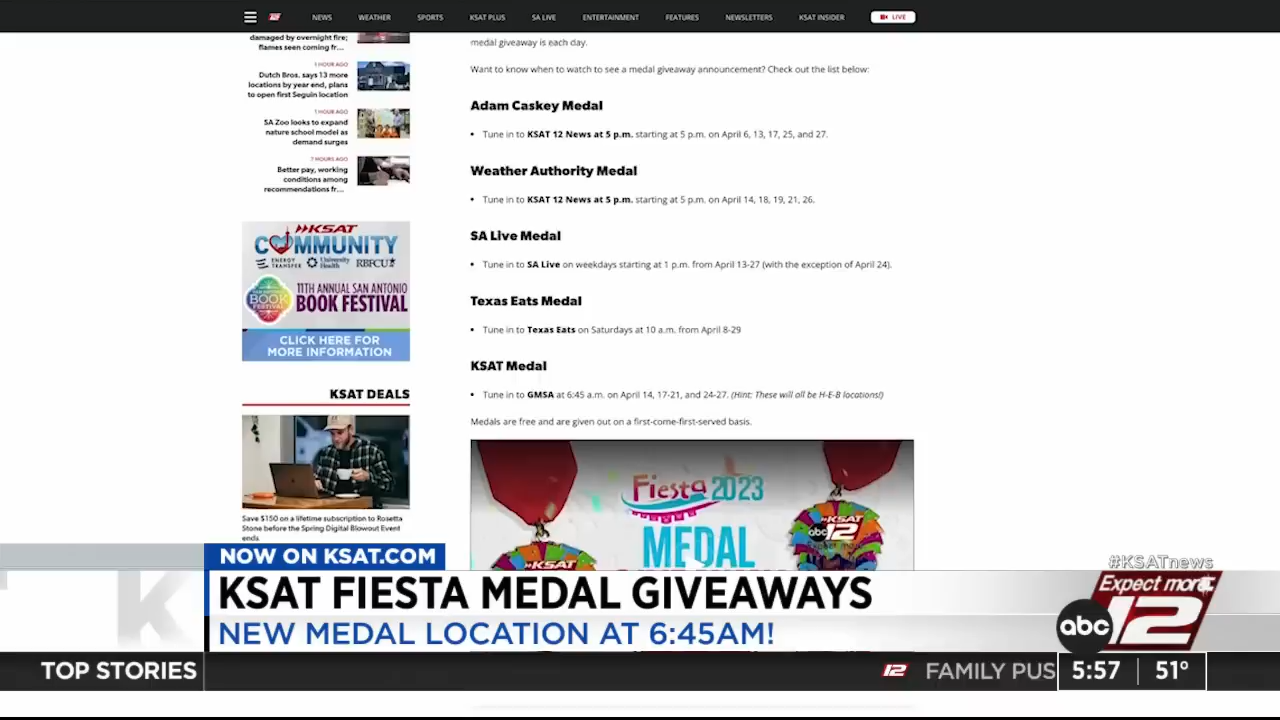 12
NEWS
WEATHER
SPORTS
KSAT PLUS
SA LIVE
ENTERTAINMENT
FEATURES
NEWSLETTERS
KSAT INSIDER
LIVE
damaged by overnight fire;
flames seen coming fr...
1 HOUR AGO
Dutch Bros. says 13 more
locations by year end, plans
to open first Seguin location
1 HOUR AGO
SA Zoo looks to expand
nature school model as
demand surges
7 HOURS AGO
Better pay, working
conditions among
recommendations fr...
KSAT
COMMUNITY
ENERGY TRANSFER
University Health
RBFCU
BOOK FESTIVAL
11TH ANNUAL SAN ANTONIO
BOOK FESTIVAL
CLICK HERE FOR
MORE INFORMATION
KSAT DEALS
Save $150 on a lifetime subscription to Rosetta
Stone before the Spring Digital Blowout Event
ends
medal giveaway is each day.
Want to know when to watch to see a medal giveaway announcement? Check out the list below:
Adam Caskey Medal
• Tune in to KSAT 12 News at 5 p.m. starting at 5 p.m. on April 6, 13, 17, 25, and 27.
Weather Authority Medal
• Tune in to KSAT 12 News at 5 p.m. starting at 5 p.m. on April 14, 18, 19, 21, 26.
SA Live Medal
• Tune in to SA Live on weekdays starting at 1 p.m. from April 13-27 (with the exception of April 24).
Texas Eats Medal
• Tune in to Texas Eats on Saturdays at 10 a.m. from April 8-29
KSAT Medal
• Tune in to GMSA at 6:45 a.m. on April 14, 17-21, and 24-27. (Hint: These will all be H-E-B locations!)
Medals are free and are given out on a first-come-first-served basis.
Fiesta 2023
MEDAL
KSAT
KSAT
abc 12
NOW ON KSAT.COM
#KSATnews
KSAT FIESTA MEDAL GIVEAWAYS
NEW MEDAL LOCATION AT 6:45AM!
Expect more.
abc 12
TOP STORIES
12 FAMILY PUS
5:57
51°